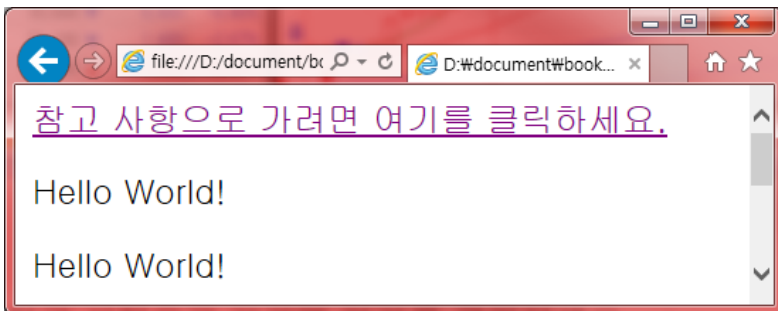 file:///D:/document/bc
D:₩document₩book...
참고 사항으로 가려면 여기를 클릭하세요.
Hello World!
Hello World!